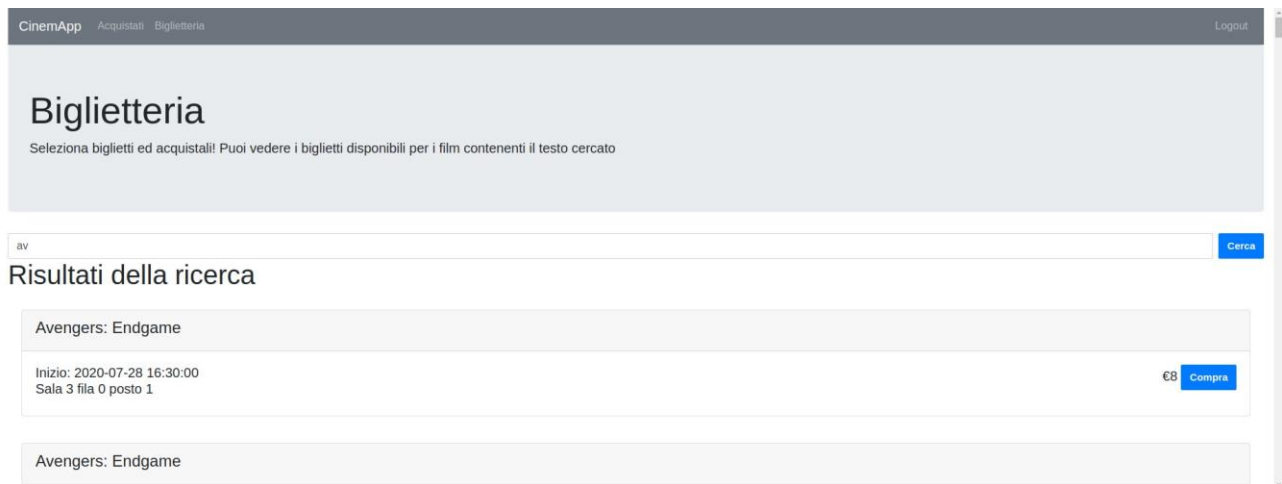 CinemApp Acquistati Biglietteria Logout
Biglietteria
Seleziona biglietti ed acquistali! Puoi vedere i biglietti disponibili per i film contenenti il testo cercato
av Cerca
Risultati della ricerca
Avengers: Endgame
Inizio: 2020-07-28 16:30:00
Sala 3 fila 0 posto 1
€8 Compra
Avengers: Endgame